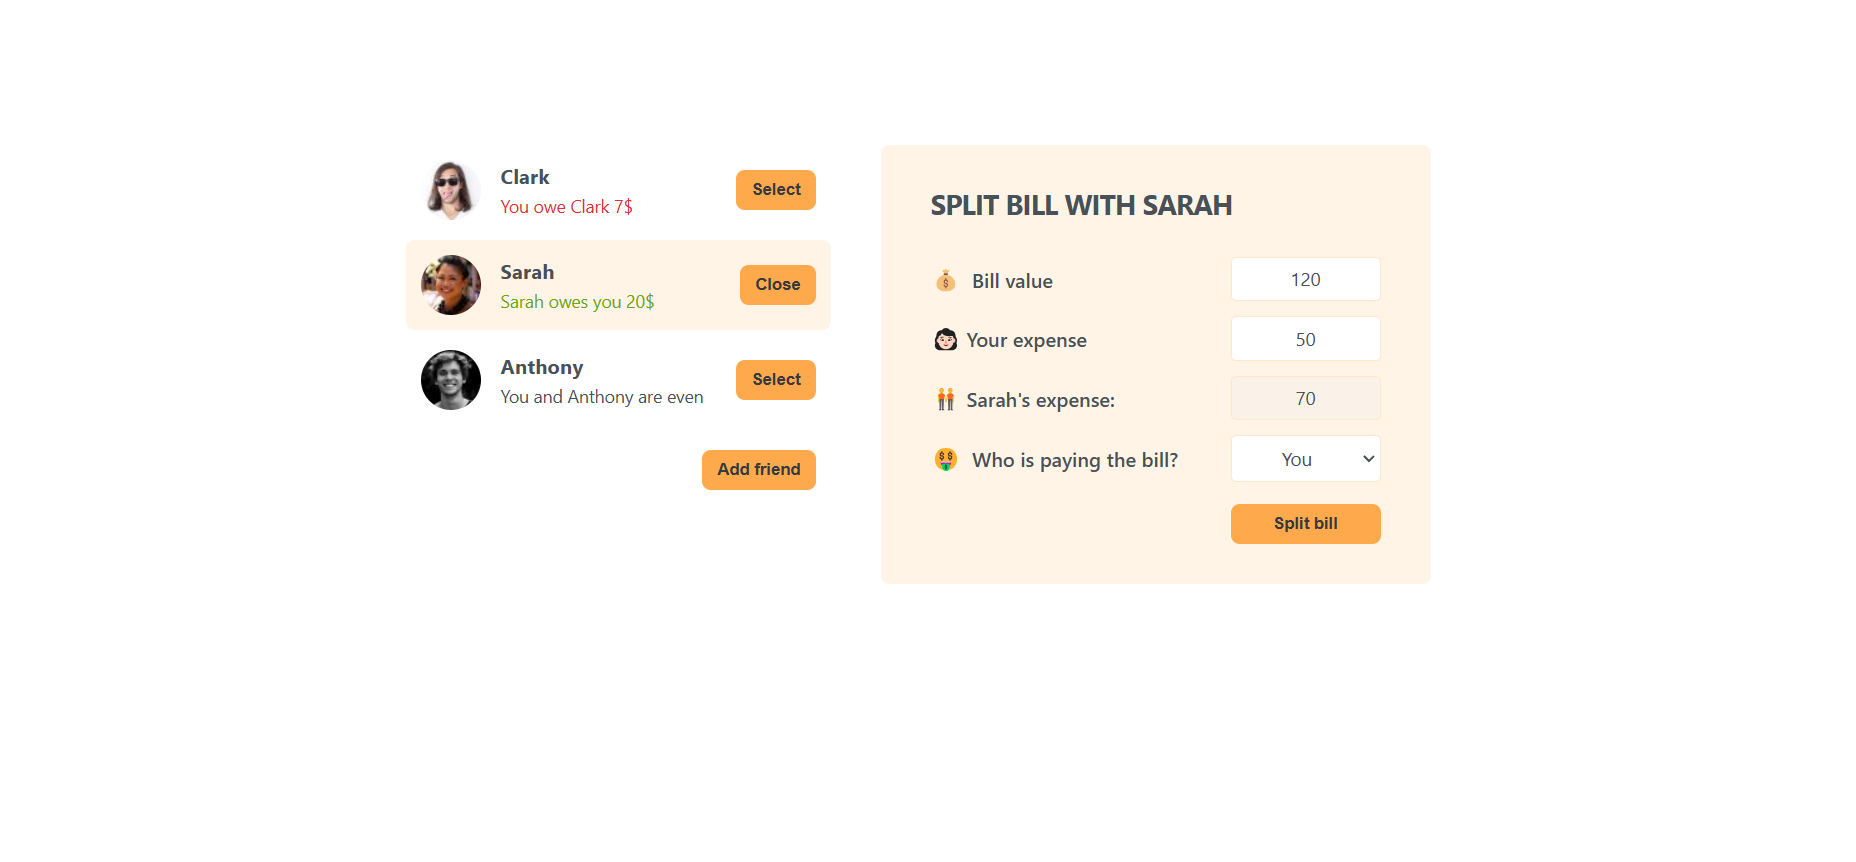 Clark
You owe Clark 7$
Select
Sarah
Sarah owes you 20$
Close
Anthony
You and Anthony are even
Select
Add friend
SPLIT BILL WITH SARAH
Bill value
120
Your expense
50
Sarah's expense:
70
Who is paying the bill?
You
Split bill